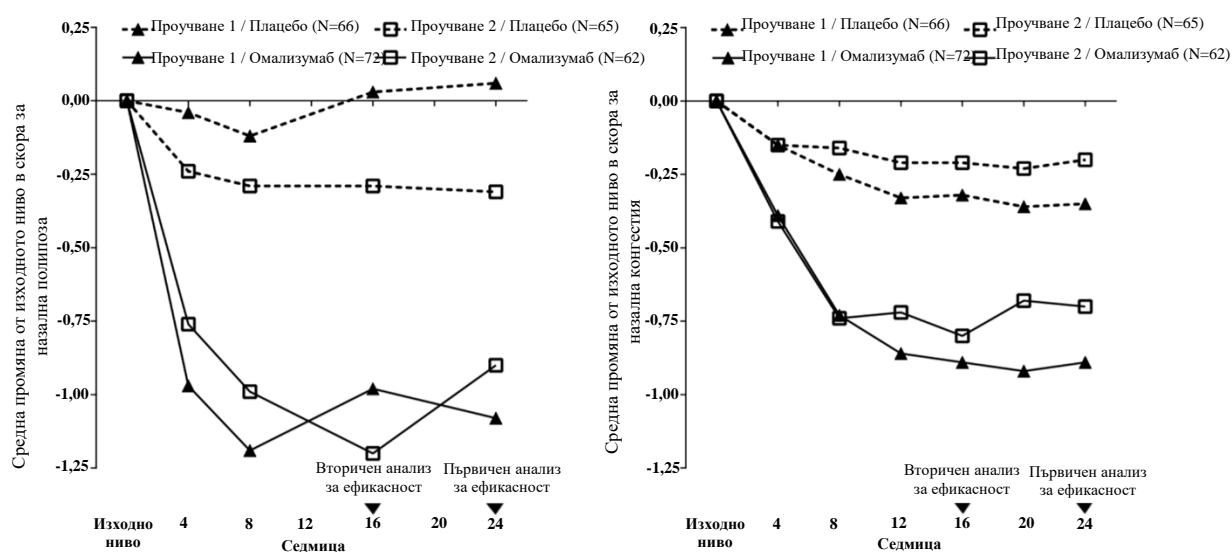 Средна промяна от изходното ниво в скора за
назална полипоза
0,25
0,00
-0,25
-0,50
-0,75
-1,00
-1,25
Проучване 1 / Плацебо (N=66)
Проучване 2 / Плацебо (N=65)
Проучване 1 / Омализумаб (N=72)
Проучване 2 / Омализумаб (N=62)
Вторичен анализ
за ефикасност
Първичен анализ
за ефикасност
Изходно
ниво
4
8
12
16
20
24
Седмица
Средна промяна от изходното ниво в скора за
назална конгестия
0,25
0,00
-0,25
-0,50
-0,75
-1,00
-1,25
Проучване 1 / Плацебо (N=66)
Проучване 2 / Плацебо (N=65)
Проучване 1 / Омализумаб (N=72
Проучване 2 / Омализумаб (N=62)
Вторичен анализ
за ефикасност
Първичен анализ
за ефикасност
Изходно
ниво
4
8
12
16
20
24
Седмица